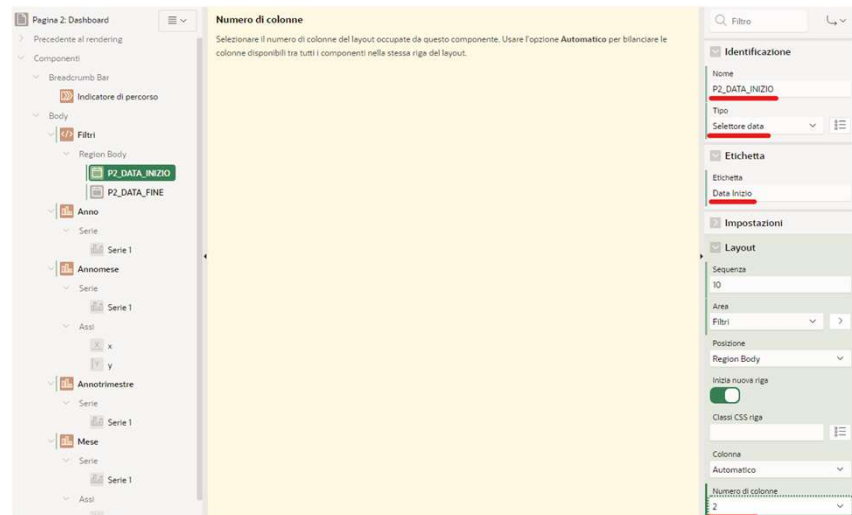 Pagina 2: Dashboard
Precedente al rendering
Componenti
Breadcrumb Bar
Indicatore di percorso
Body
Filtri
Region Body
P2_DATA_INIZIO
P2_DATA_FINE
Anno
Serie
Serie 1
Annomese
Serie
Serie 1
Assi
x
y
Annotrimestre
Serie
Serie 1
Mese
Serie
Serie 1
Assi
Numero di colonne
Selezionare il numero di colonne del layout occupate da questo componente. Usare l'opzione Automatico per bilanciare le
colonne disponibili tra tutti i componenti nella stessa riga del layout.
Filtro
Identificazione
Nome
P2_DATA_INIZIO
Tipo
Selettore data
Etichetta
Etichetta
Data Inizio
Impostazioni
Layout
Sequenza
10
Area
Filtri
Posizione
Region Body
Inizia nuova riga
Classi CSS riga
Colonna
Automatico
Numero di colonne
2